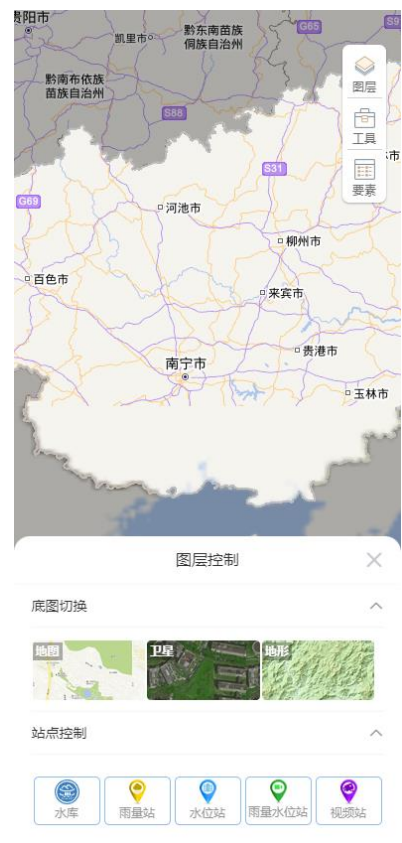 贵阳市
凯里市
黔东南苗族
侗族自治州
G65
S9
黔南布依族
苗族自治州
图层
S88
工具
市
S31
要素
G69
河池市
柳州市
百色市
来宾市
贵港市
南宁市
玉林市
图层控制
底图切换
地图
卫星
地形
站点控制
水库
雨量站
水位站
雨量水位站
视频站